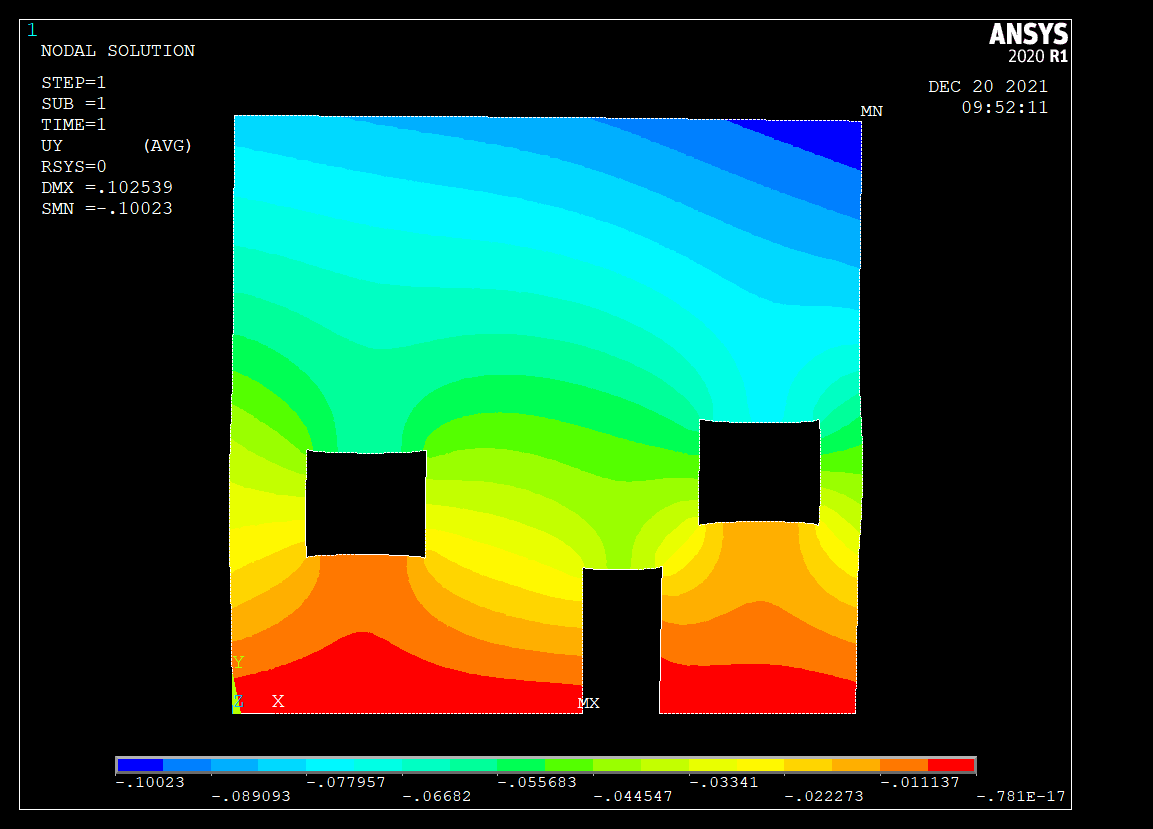 1
ANSYS
2020 R1
NODAL SOLUTION
STEP=1
SUB =1
TIME=1
UY (AVG)
RSYS=0
DMX =.102539
SMN =-.10023
DEC 20 2021
09:52:11
MN
Y
Z X
MX
-.10023 -.077957 -.055683 -.03341 -.011137
-.089093 -.06682 -.044547 -.022273 -.781E-17